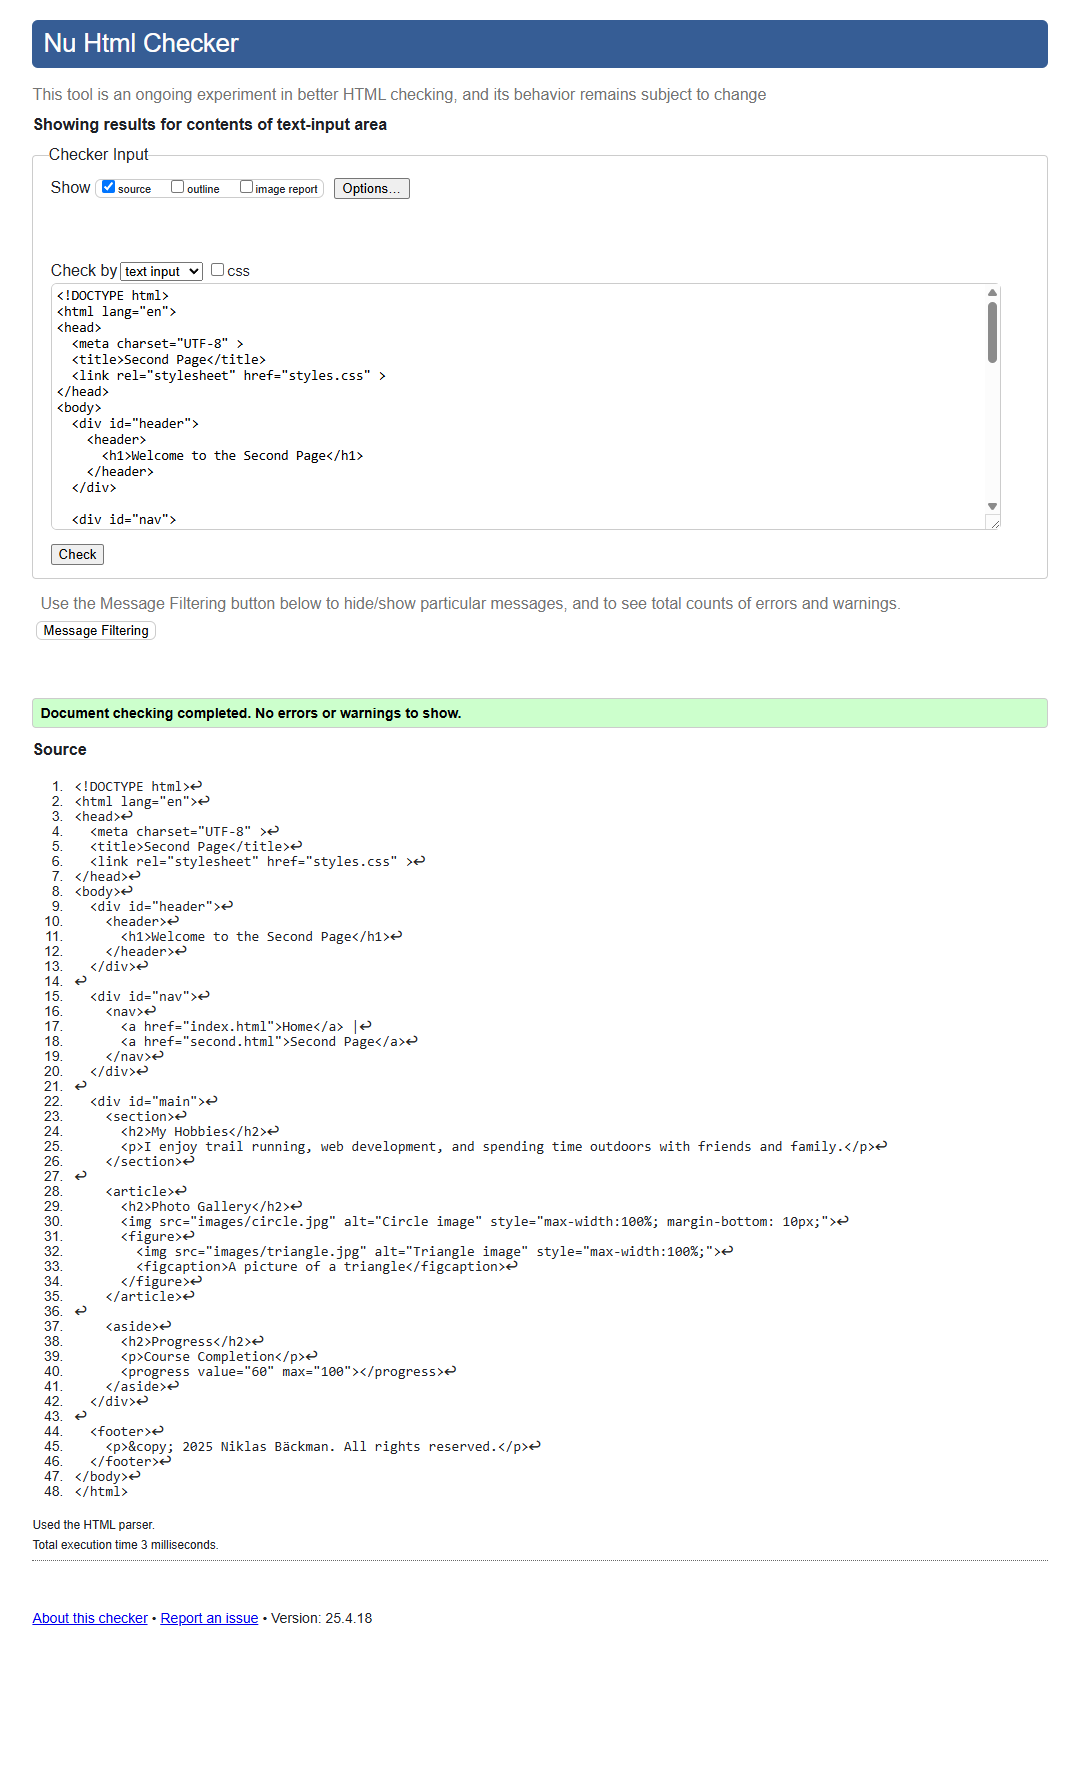 Nu Html Checker
This tool is an ongoing experiment in better HTML checking, and its behavior remains subject to change
Showing results for contents of text-input area
Checker Input
Show source outline image report Options...
Check by text input css
<!DOCTYPE html>
<html lang="en">
<head>
  <meta charset="UTF-8" >
  <title>Second Page</title>
  <link rel="stylesheet" href="styles.css" >
</head>
<body>
  <div id="header">
    <header>
      <h1>Welcome to the Second Page</h1>
    </header>
  </div>

  <div id="nav">
Check
Use the Message Filtering button below to hide/show particular messages, and to see total counts of errors and warnings.
Message Filtering
Document checking completed. No errors or warnings to show.
Source
1. <!DOCTYPE html>↩
2. <html lang="en">↩
3. <head>↩
4.   <meta charset="UTF-8" >↩
5.   <title>Second Page</title>↩
6.   <link rel="stylesheet" href="styles.css" >↩
7. </head>↩
8. <body>↩
9.   <div id="header">↩
10.     <header>↩
11.       <h1>Welcome to the Second Page</h1>↩
12.     </header>↩
13.   </div>↩
14. ↩
15.   <div id="nav">↩
16.     <nav>↩
17.       <a href="index.html">Home</a> |↩
18.       <a href="second.html">Second Page</a>↩
19.     </nav>↩
20.   </div>↩
21. ↩
22.   <div id="main">↩
23.     <section>↩
24.       <h2>My Hobbies</h2>↩
25.       <p>I enjoy trail running, web development, and spending time outdoors with friends and family.</p>↩
26.     </section>↩
27. ↩
28.     <article>↩
29.       <h2>Photo Gallery</h2>↩
30.       <img src="images/circle.jpg" alt="Circle image" style="max-width:100%; margin-bottom: 10px;">↩
31.       <figure>↩
32.         <img src="images/triangle.jpg" alt="Triangle image" style="max-width:100%;">↩
33.         <figcaption>A picture of a triangle</figcaption>↩
34.       </figure>↩
35.     </article>↩
36. ↩
37.     <aside>↩
38.       <h2>Progress</h2>↩
39.       <p>Course Completion</p>↩
40.       <progress value="60" max="100"></progress>↩
41.     </aside>↩
42.   </div>↩
43. ↩
44.   <footer>↩
45.     <p>&copy; 2025 Niklas Bäckman. All rights reserved.</p>↩
46.   </footer>↩
47. </body>↩
48. </html>
Used the HTML parser.
Total execution time 3 milliseconds.
About this checker • Report an issue • Version: 25.4.18